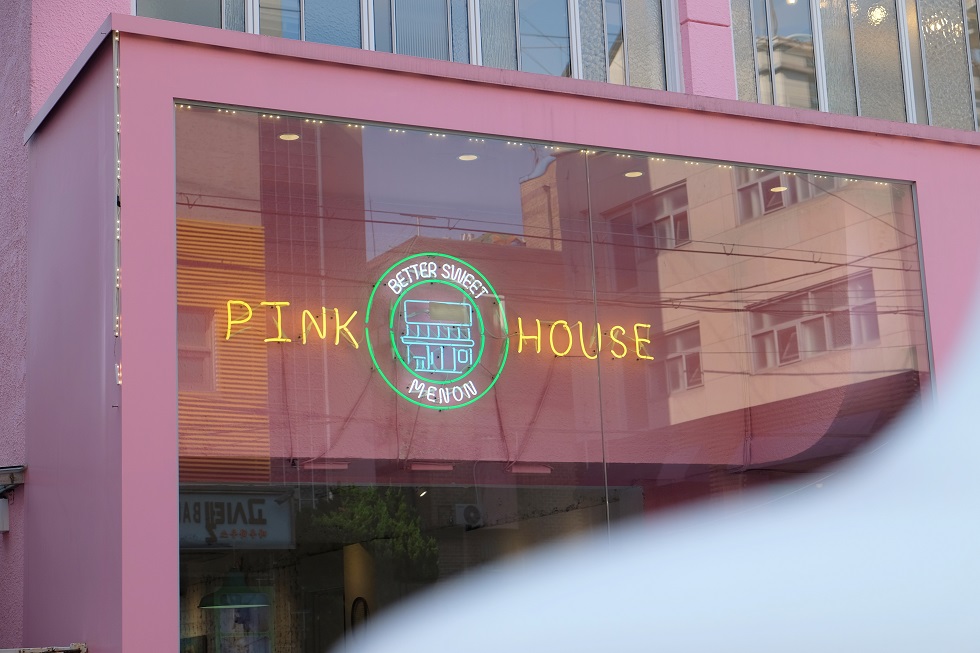 BETTER SWEET
PINK HOUSE
MENON